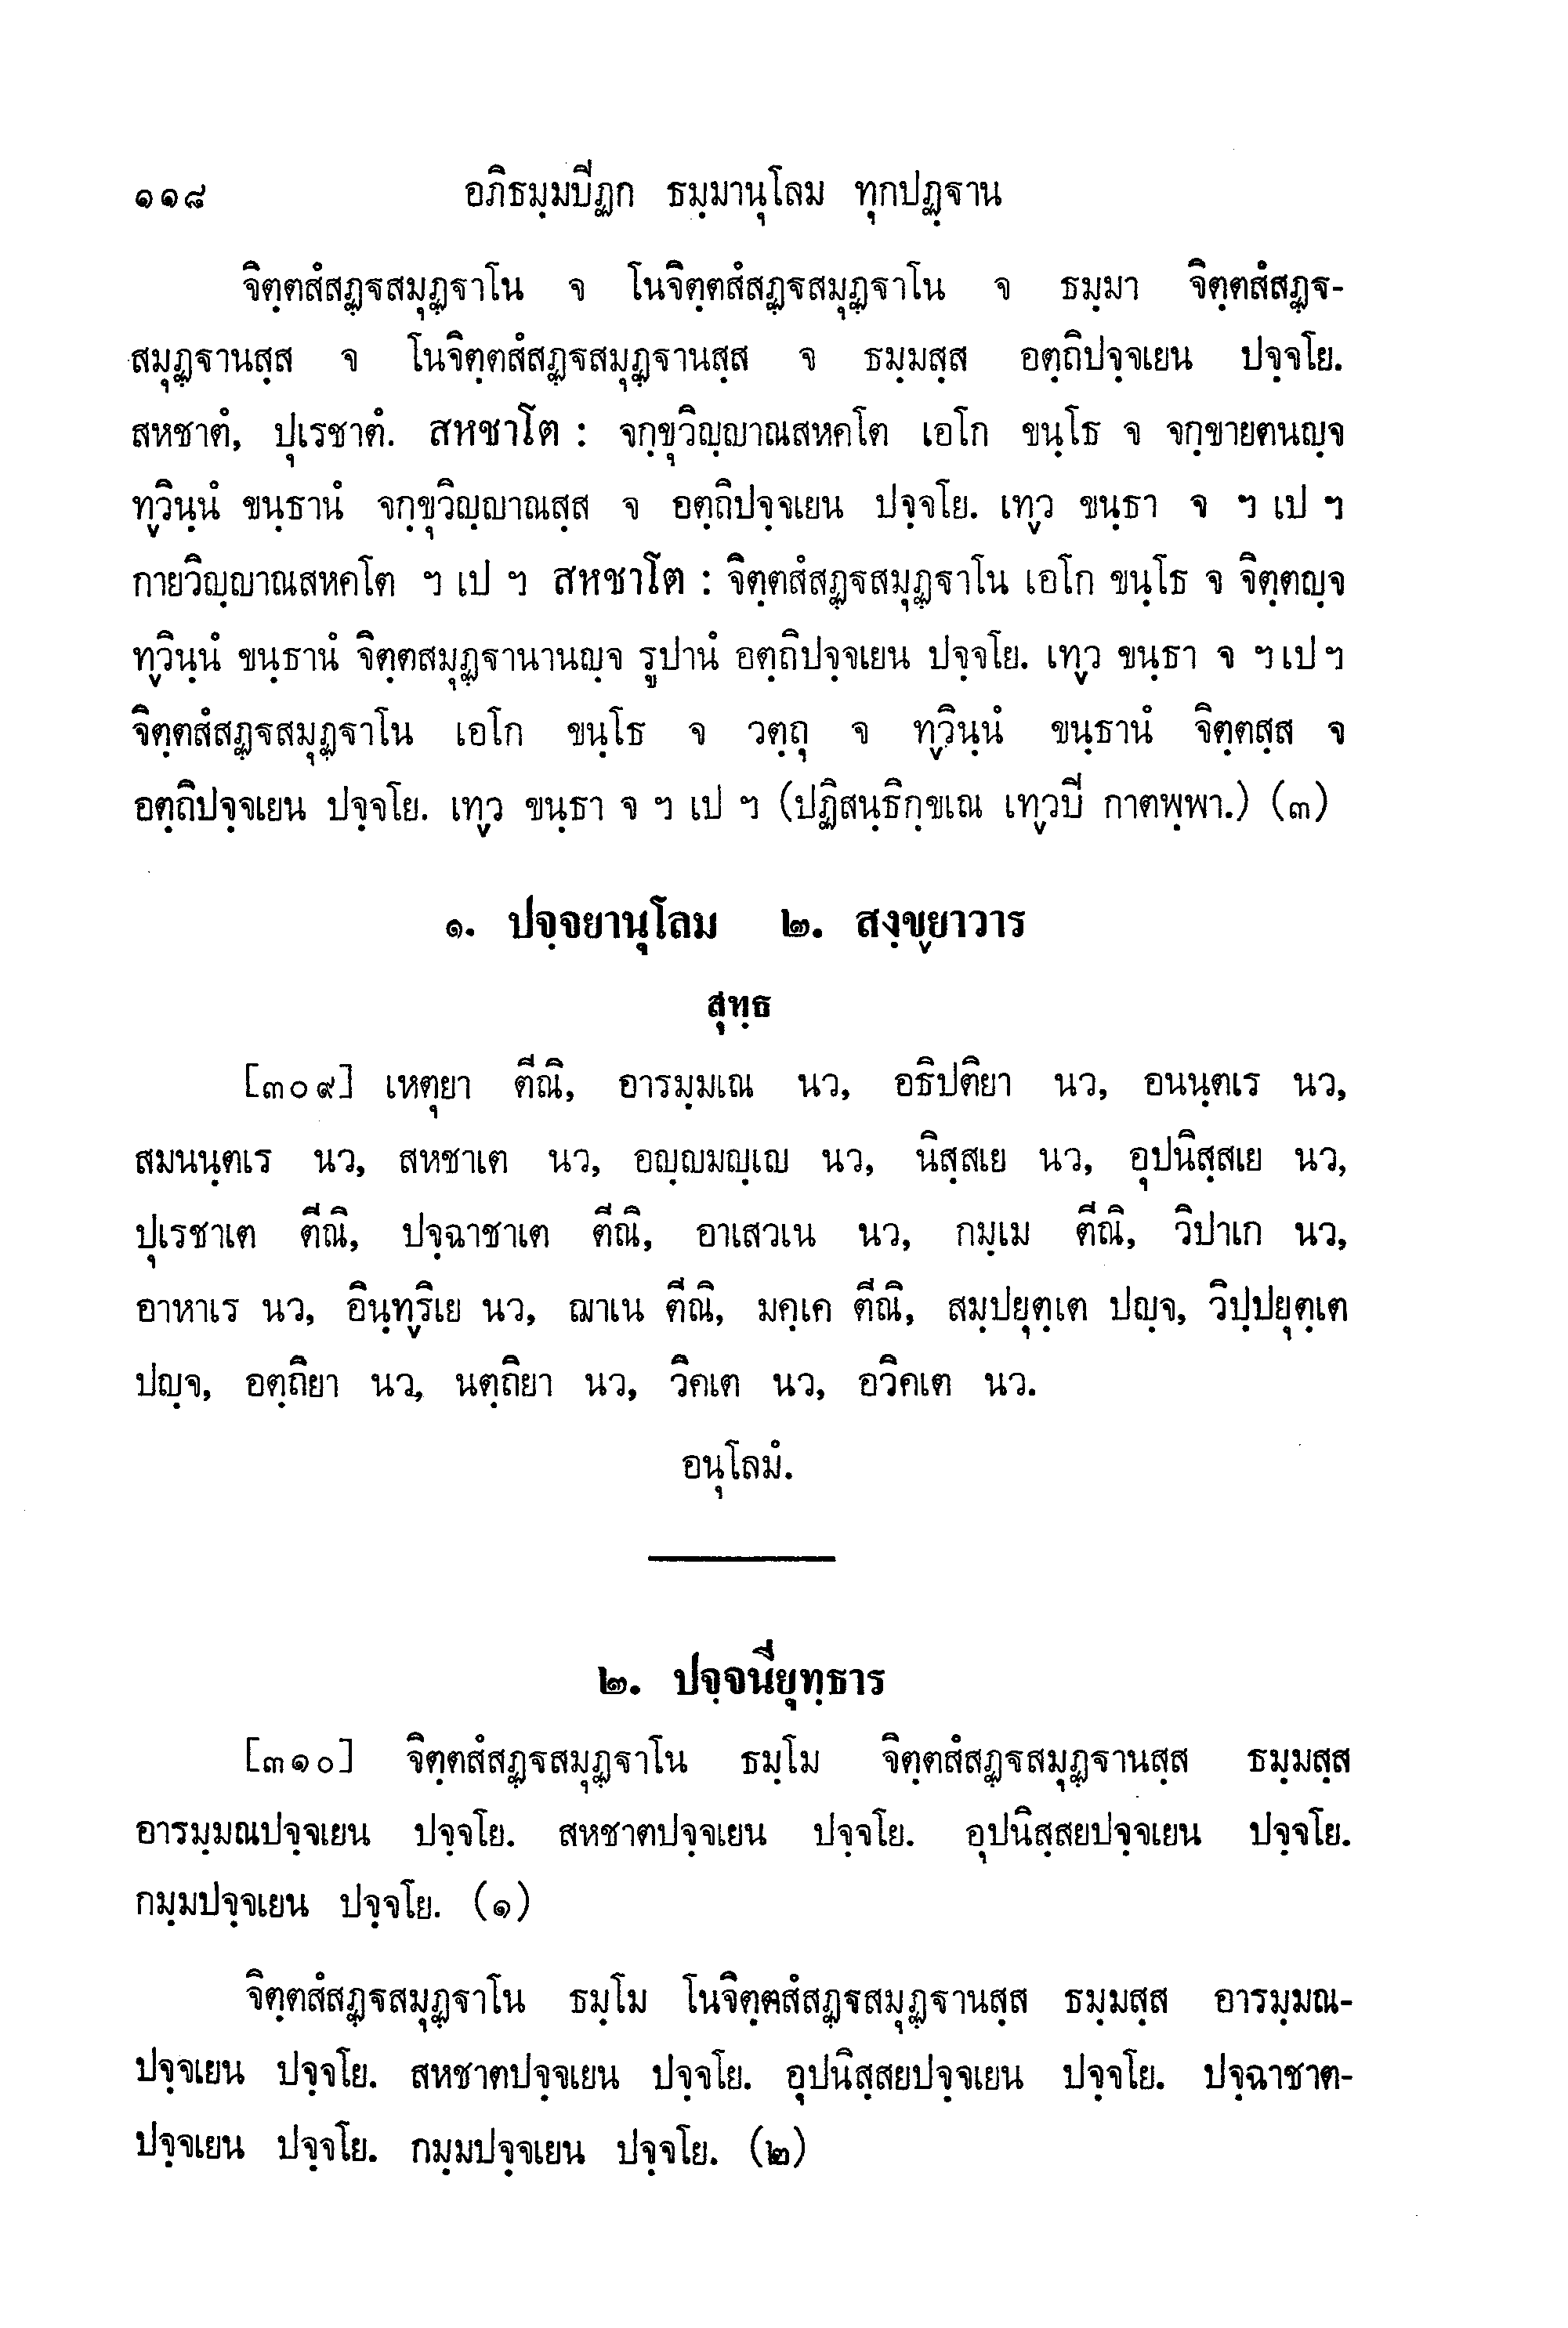 ๑๑๘ อภิธมฺมปีฏก ธมฺมานุโลม ทุกปฏฺฐาน
จิตฺตสํสฏฺฐสมุฏฺฐาโน จ โนจิตฺตสํสฏฺฐสมุฏฺฐาโน จ ธมฺมา จิตฺตสํสฏฺฐ-
สมุฏฺฐานสฺส จ โนจิตฺตสํสฏฺฐสมุฏฺฐานสฺส จ ธมฺมสฺส อตฺถิปจฺจเยน ปจฺจโย.
สหชาตํ, ปุเรชาตํ. สหชาโต : จกฺขุวิญฺญาณสหคโต เอโก ขนฺโธ จ จกฺขายตนญฺจ
ทฺวินฺนํ ขนฺธานํ จกฺขุวิญฺญาณสฺส จ อตฺถิปจฺจเยน ปจฺจโย. เทฺว ขนฺธา จ ฯ เป ฯ
กายวิญฺญาณสหคโต ฯ เป ฯ สหชาโต : จิตฺตสํสฏฺฐสมุฏฺฐาโน เอโก ขนฺโธ จ จิตฺตญฺจ
ทฺวินฺนํ ขนฺธานํ จิตฺตสมุฏฺฐานานญฺจ รูปานํ อตฺถิปจฺจเยน ปจฺจโย. เทฺว ขนฺธา จ ฯ เป ฯ
จิตฺตสํสฏฺฐสมุฏฺฐาโน เอโก ขนฺโธ จ วตฺถุ จ ทฺวินฺนํ ขนฺธานํ จิตฺตสฺส จ
อตฺถิปจฺจเยน ปจฺจโย. เทฺว ขนฺธา จ ฯ เป ฯ (ปฏิสนฺธิกฺขเณ เทฺวปี กาตพฺพา.) (๓)
๑. ปจฺจยานุโลม ๒. สงฺขฺยาวาร
สุทฺธ
[๓๐๙] เหตุยา ตีณิ, อารมฺมเณ นว, อธิปติยา นว, อนนฺตเร นว,
สมนนฺตเร นว, สหชาเต นว, อญฺญมญฺเญ นว, นิสฺสเย นว, อุปนิสฺสเย นว,
ปุเรชาเต ตีณิ, ปจฺฉาชาเต ตีณิ, อาเสวเน นว, กมฺเม ตีณิ, วิปาเก นว,
อาหาเร นว, อินฺทฺริเย นว, ฌาเน ตีณิ, มคฺเค ตีณิ, สมฺปยุตฺเต ปญฺจ, วิปฺปยุตฺเต
ปญฺจ, อตฺถิยา นว, นตฺถิยา นว, วิคเต นว, อวิคเต นว.
อนุโลมํ.
๒. ปจฺจนียุทฺธาร
[๓๑๐] จิตฺตสํสฏฺฐสมุฏฺฐาโน ธมฺโม จิตฺตสํสฏฺฐสมุฏฺฐานสฺส ธมฺมสฺส
อารมฺมณปจฺจเยน ปจฺจโย. สหชาตปจฺจเยน ปจฺจโย. อุปนิสฺสยปจฺจเยน ปจฺจโย.
กมฺมปจฺจเยน ปจฺจโย. (๑)
จิตฺตสํสฏฺฐสมุฏฺฐาโน ธมฺโม โนจิตฺตสํสฏฺฐสมุฏฺฐานสฺส ธมฺมสฺส อารมฺมณ-
ปจฺจเยน ปจฺจโย. สหชาตปจฺจเยน ปจฺจโย. อุปนิสฺสยปจฺจเยน ปจฺจโย. ปจฺฉาชาต-
ปจฺจเยน ปจฺจโย. กมฺมปจฺจเยน ปจฺจโย. (๒)